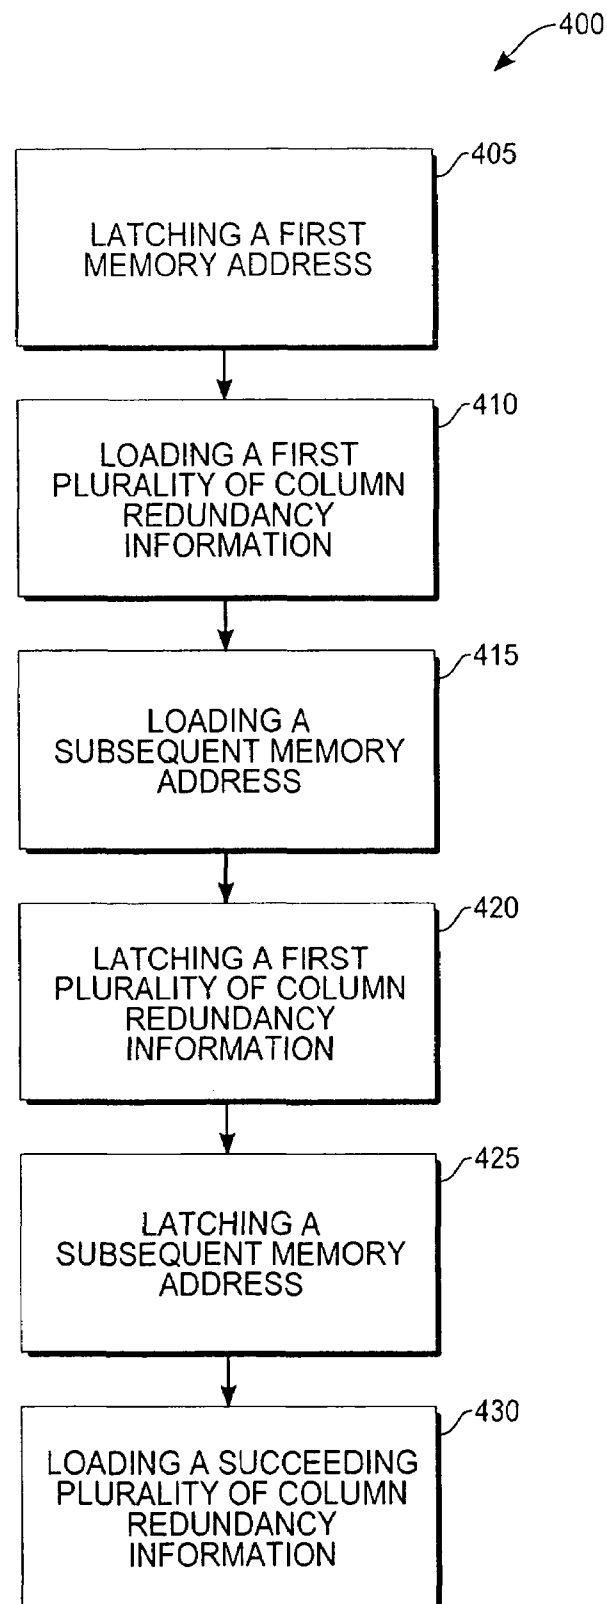 400
405
LATCHING A FIRST
MEMORY ADDRESS
410
LOADING A FIRST
PLURALITY OF COLUMN
REDUNDANCY
INFORMATION
415
LOADING A
SUBSEQUENT MEMORY
ADDRESS
420
LATCHING A FIRST
PLURALITY OF COLUMN
REDUNDANCY
INFORMATION
425
LATCHING A
SUBSEQUENT MEMORY
ADDRESS
430
LOADING A SUCCEEDING
PLURALITY OF COLUMN
REDUNDANCY
INFORMATION